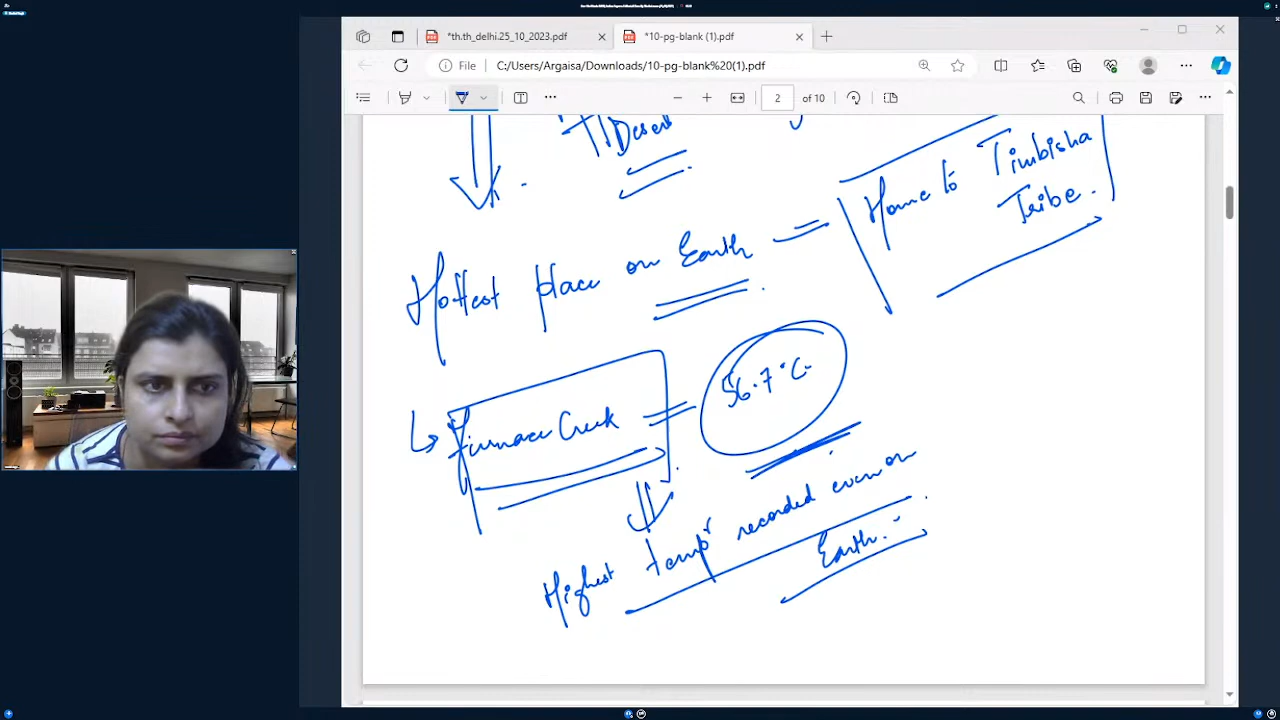 *th.th_delhi.25_10_2023.pdf
*10-pg-blank (1).pdf
File
C:/Users/Argaisa/Downloads/10-pg-blank%20(1).pdf
2 of 10
Desert
Home to Timbisha
Tribe.
Hottest place on Earth
Furnace Creek = 56.7°C
Highest temp^r recorded ever on
Earth.